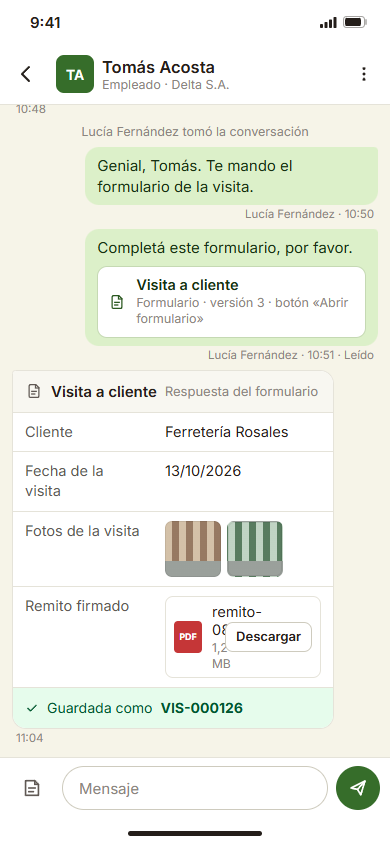 9:41
TA
Tomás Acosta
Empleado · Delta S.A.
10:48
Lucía Fernández tomó la conversación
Genial, Tomás. Te mando el
formulario de la visita.
Lucía Fernández · 10:50
Completá este formulario, por favor.
Visita a cliente
Formulario · versión 3 · botón «Abrir
formulario»
Lucía Fernández · 10:51 · Leído
Visita a cliente Respuesta del formulario
Cliente Ferretería Rosales
Fecha de la 13/10/2026
visita
Fotos de la visita
Remito firmado
PDF
remito-
Descargar
MB
Guardada como VIS-000126
11:04
Mensaje